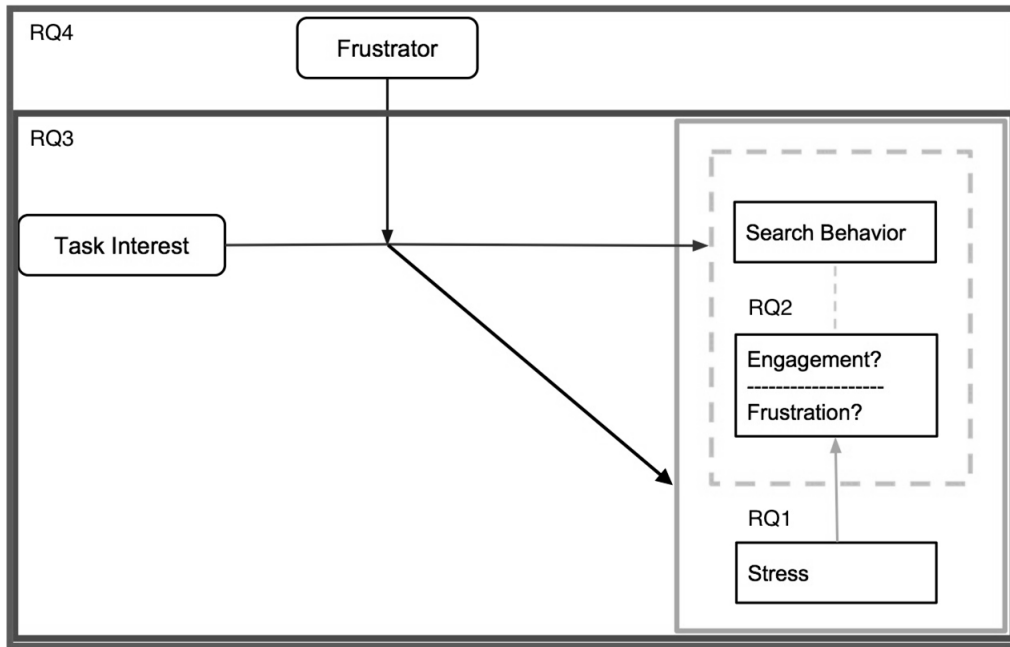 RQ4
Frustrator
RQ3
Task Interest
Search Behavior
RQ2
Engagement?
-------------------
Frustration?
RQ1
Stress